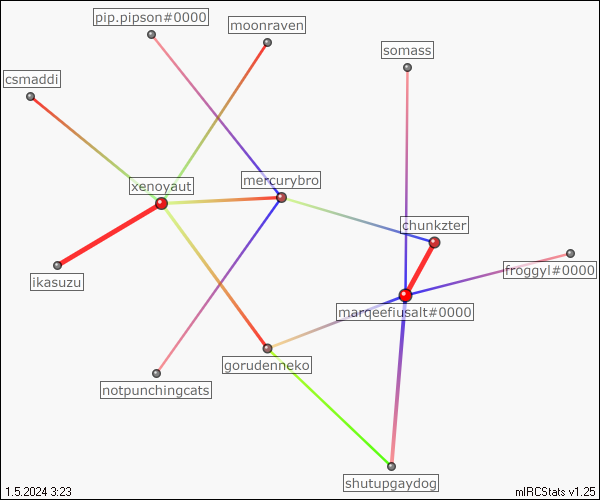 pip.pipson#0000
moonraven
somass
csmaddi
xenoyaut
mercurybro
chunkzter
froggyl#0000
ikasuzu
marqeefiusalt#0000
gorudenneko
notpunchingcats
shutupgaydog
1.5.2024 3:23
mIRCStats v1.25